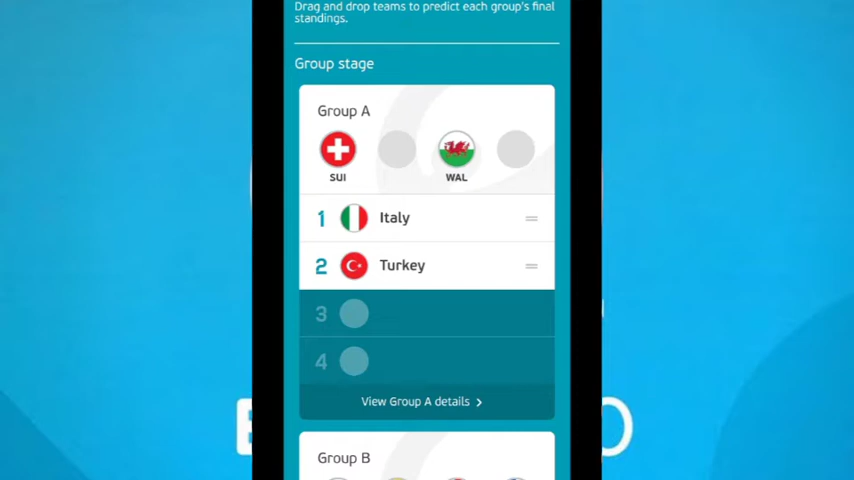 Drag and drop teams to predict each group's final
standings.
Group stage
Group A
SUI
WAL
1 Italy
2 Turkey
3
4
View Group A details
Group B